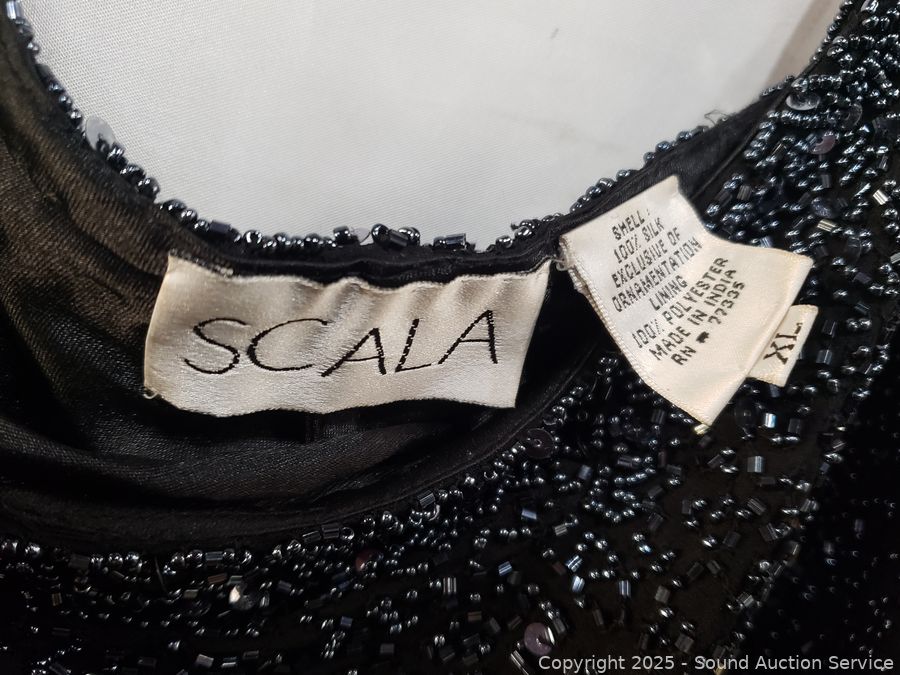 SCALA
SHELL:
100% SILK
EXCLUSIVE OF
ORNAMENTATION
LINING
100% POLYESTER
MADE IN INDIA
RN # 77335
XL
Copyright 2025 - Sound Auction Service